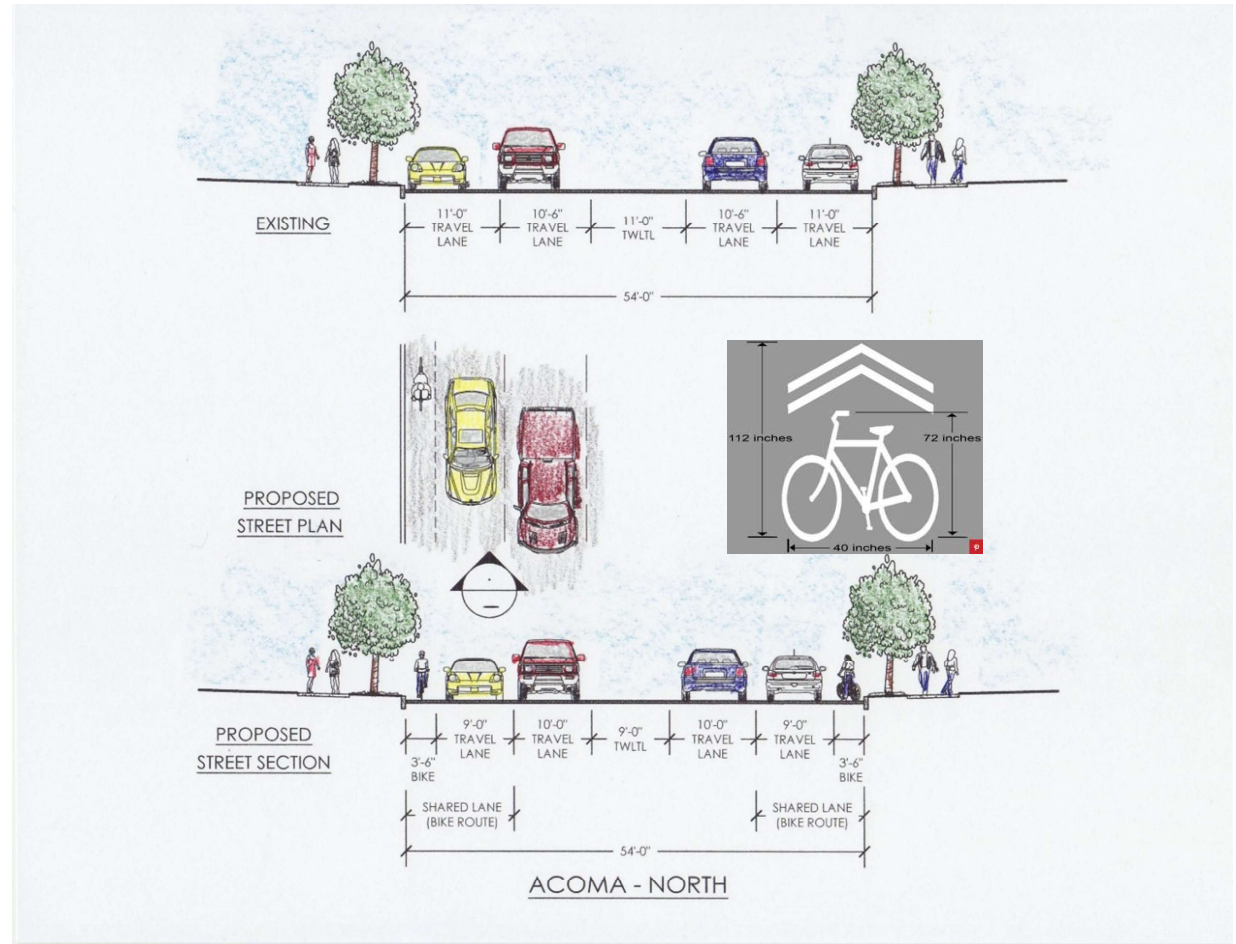 EXISTING
11'-0"
TRAVEL
LANE
10'-6"
TRAVEL
LANE
11'-0"
TWLTL
10'-6"
TRAVEL
LANE
11'-0"
TRAVEL
LANE
54'-0"
PROPOSED
STREET PLAN
112 inches
72 inches
40 inches
PROPOSED
STREET SECTION
3'-6"
BIKE
9'-0"
TRAVEL
LANE
10'-0"
TRAVEL
LANE
9'-0"
TWLTL
10'-0"
TRAVEL
LANE
9'-0"
TRAVEL
LANE
3'-6"
BIKE
SHARED LANE
(BIKE ROUTE)
SHARED LANE
(BIKE ROUTE)
54'-0"
ACOMA - NORTH